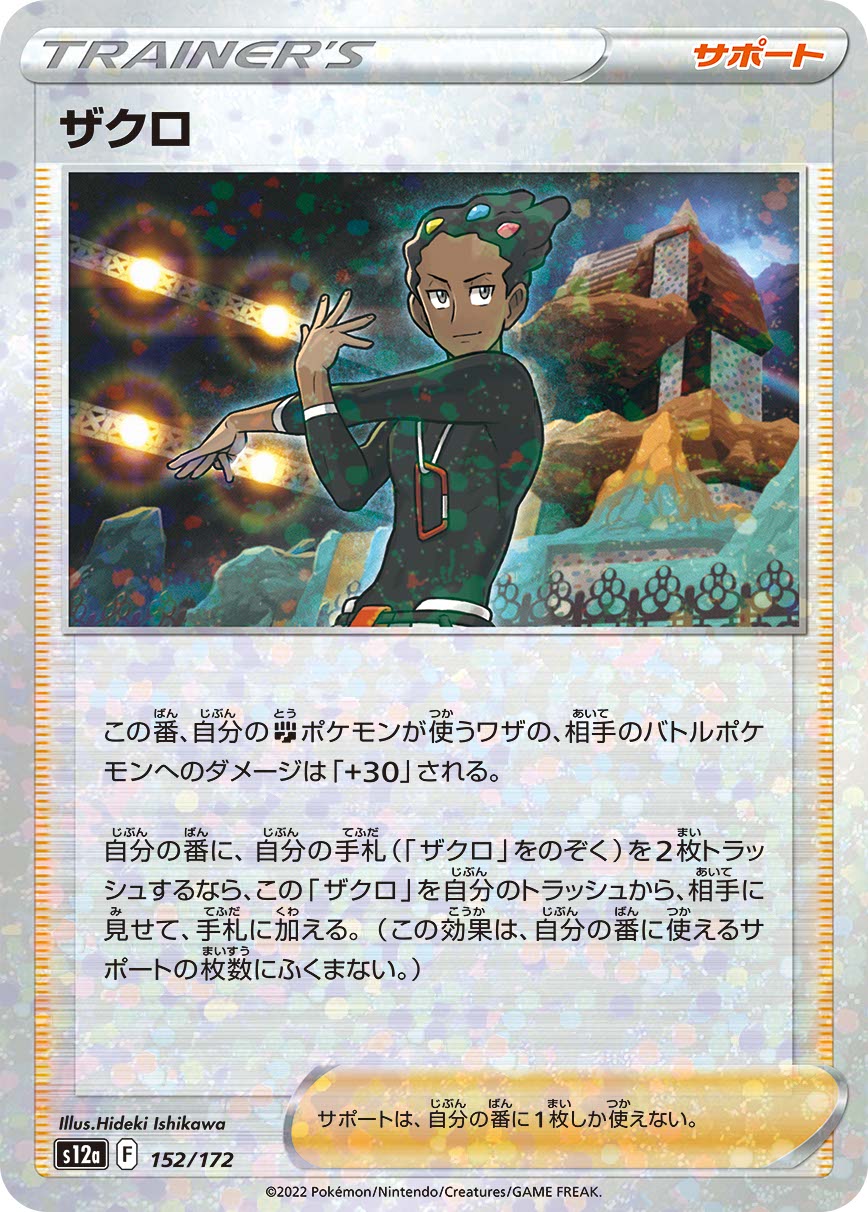 TRAINER'S サポート
ザクロ
この番、自分の闘ポケモンが使うワザの、相手のバトルポケ
モンへのダメージは「+30」される。
自分の番に、自分の手札（「ザクロ」をのぞく）を2枚トラッ
シュするなら、この「ザクロ」を自分のトラッシュから、相手に
見せて、手札に加える。（この効果は、自分の番に使えるサ
ポートの枚数にふくまない。）
Illus.Hideki Ishikawa
サポートは、自分の番に1枚しか使えない。
s12a F 152/172
©2022 Pokémon/Nintendo/Creatures/GAME FREAK.